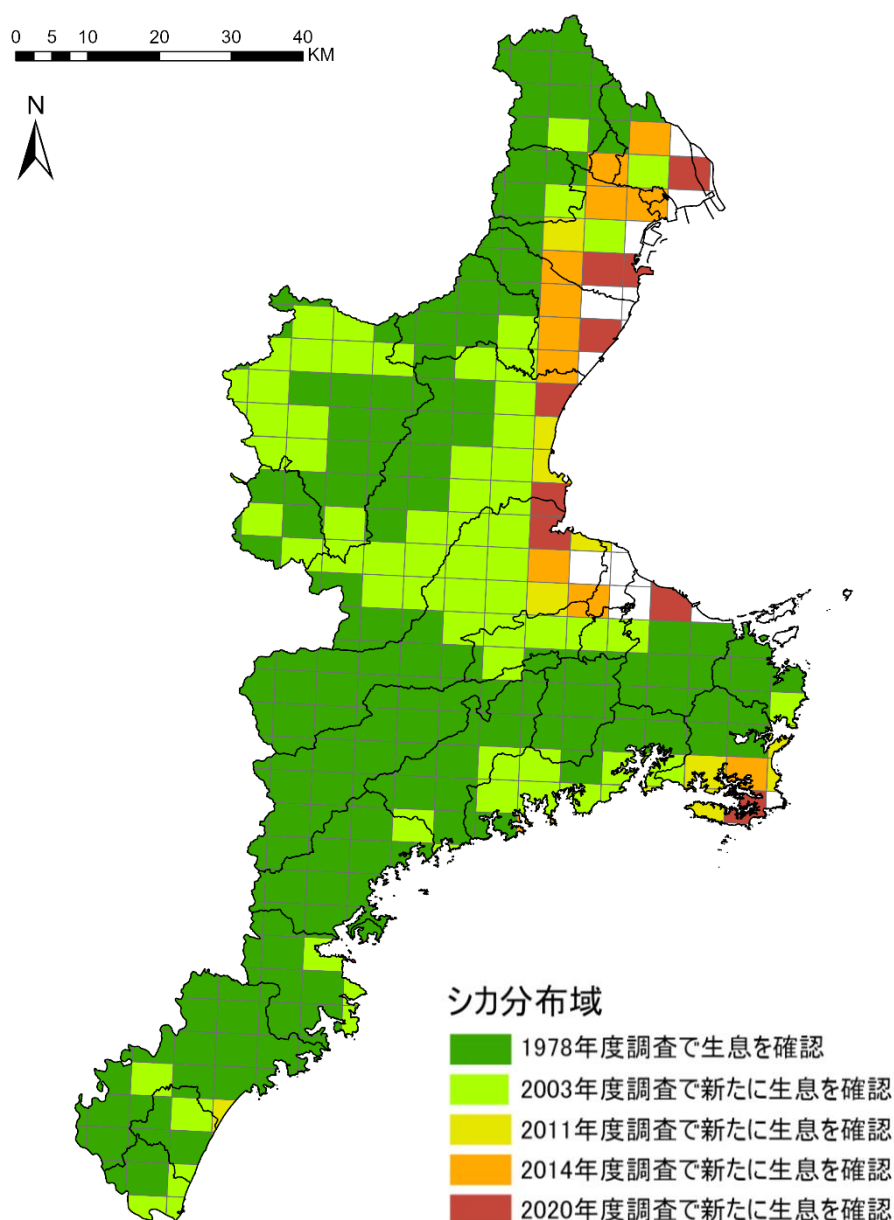 0 5 10 20 30 40
KM
N
シカ分布域
1978年度調査で生息を確認
2003年度調査で新たに生息を確認
2011年度調査で新たに生息を確認
2014年度調査で新たに生息を確認
2020年度調査で新たに生息を確認